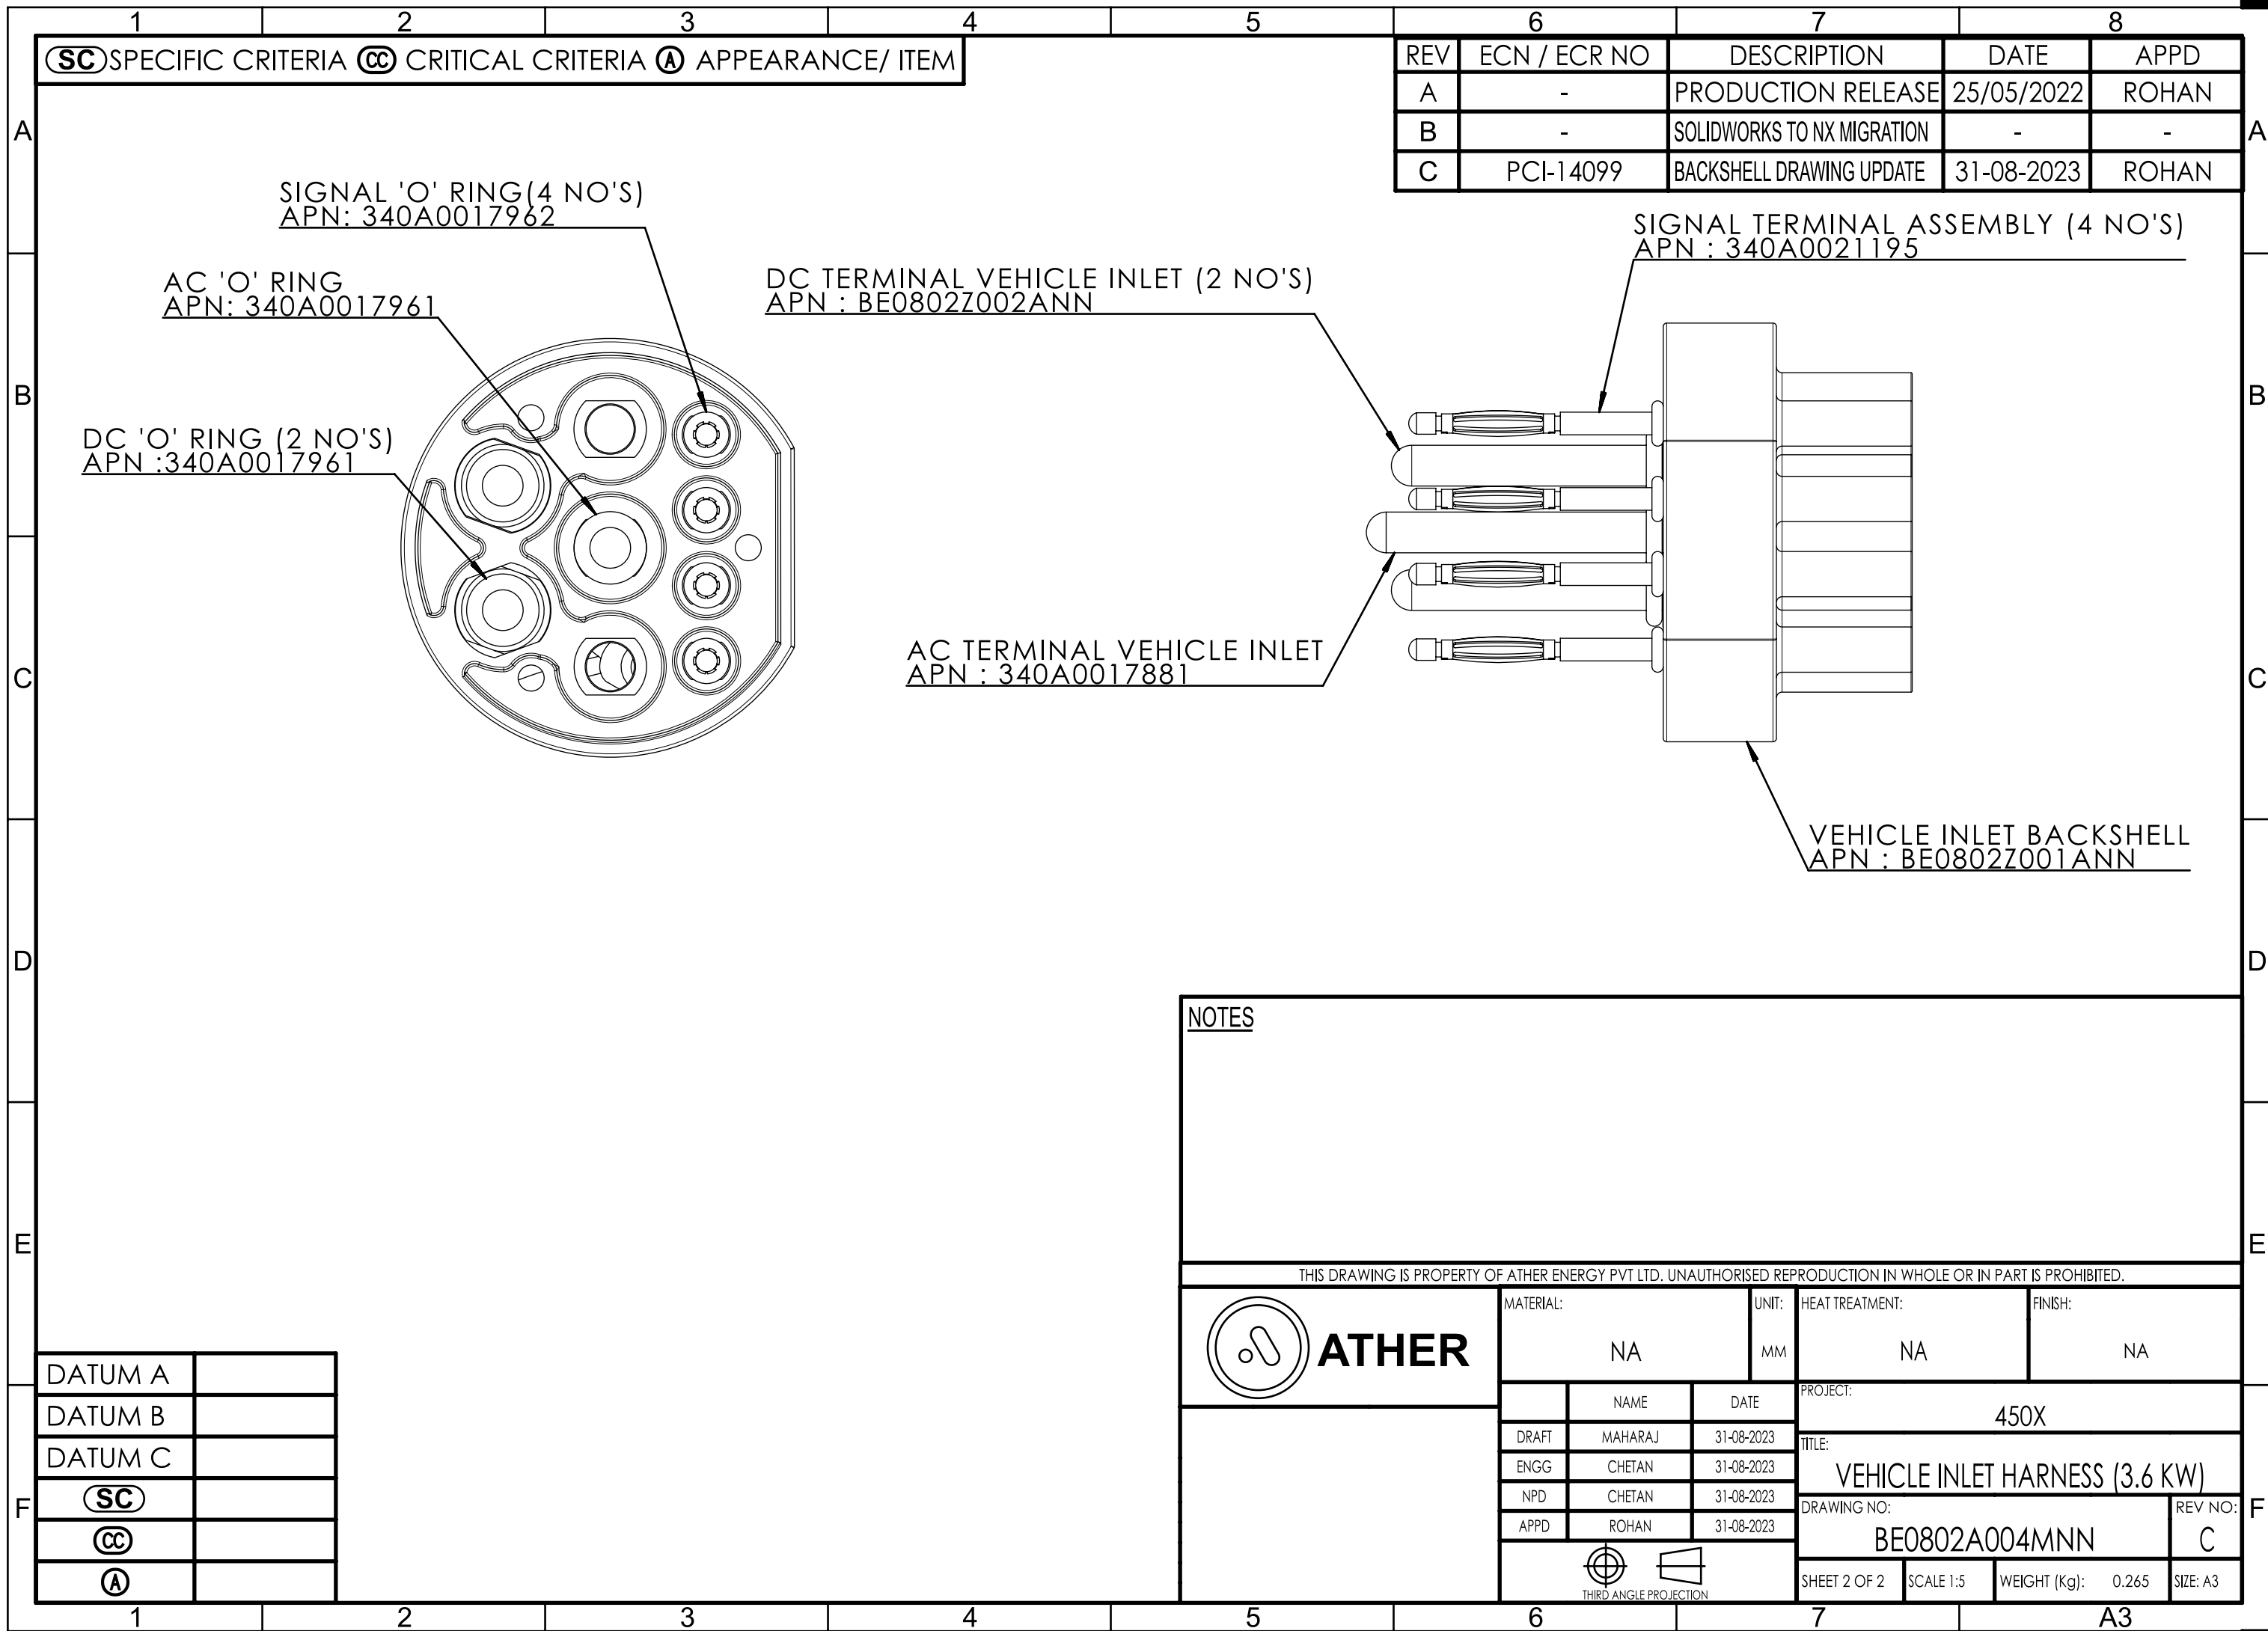 1 2 3 4 5 6 7 8
SC SPECIFIC CRITERIA CC CRITICAL CRITERIA A APPEARANCE/ ITEM
REV ECN / ECR NO DESCRIPTION DATE APPD
A - PRODUCTION RELEASE 25/05/2022 ROHAN
B - SOLIDWORKS TO NX MIGRATION - -
C PCI-14099 BACKSHELL DRAWING UPDATE 31-08-2023 ROHAN
A A
SIGNAL 'O' RING(4 NO'S)
APN: 340A0017962
AC 'O' RING
APN: 340A0017961
DC 'O' RING (2 NO'S)
APN :340A0017961
DC TERMINAL VEHICLE INLET (2 NO'S)
APN : BE0802Z002ANN
SIGNAL TERMINAL ASSEMBLY (4 NO'S)
APN : 340A0021195
B B
AC TERMINAL VEHICLE INLET
APN : 340A0017881
C C
VEHICLE INLET BACKSHELL
APN : BE0802Z001ANN
D D
NOTES
E E
THIS DRAWING IS PROPERTY OF ATHER ENERGY PVT LTD. UNAUTHORISED REPRODUCTION IN WHOLE OR IN PART IS PROHIBITED.
ATHER
MATERIAL:
NA
UNIT:
MM
HEAT TREATMENT:
NA
FINISH:
NA
NAME DATE
DRAFT MAHARAJ 31-08-2023
ENGG CHETAN 31-08-2023
NPD CHETAN 31-08-2023
APPD ROHAN 31-08-2023
THIRD ANGLE PROJECTION
PROJECT:
450X
TITLE:
VEHICLE INLET HARNESS (3.6 KW)
DRAWING NO:
BE0802A004MNN
REV NO:
C
SHEET 2 OF 2 SCALE 1:5 WEIGHT (Kg): 0.265 SIZE: A3
DATUM A
DATUM B
DATUM C
SC
CC
A
F F
1 2 3 4 5 6 7 A3